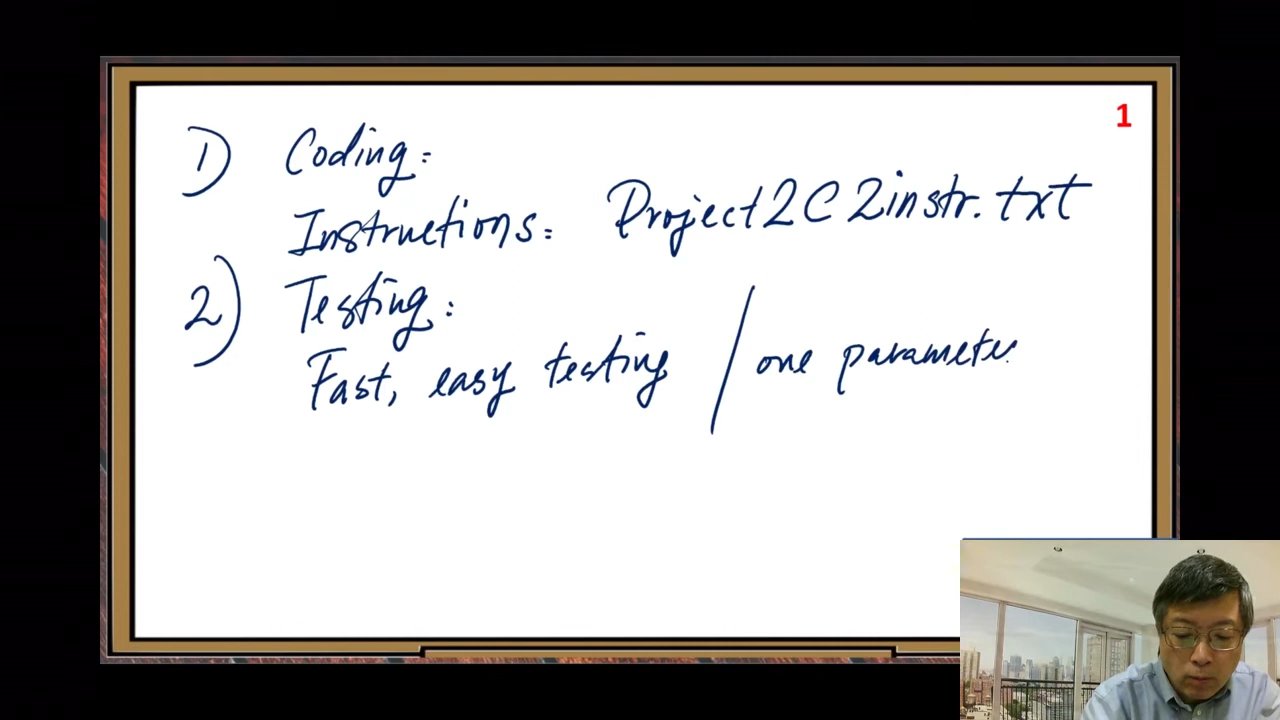 1
1) Coding:
Instructions: Project2C2instr.txt
2) Testing:
Fast, easy testing / one parameter